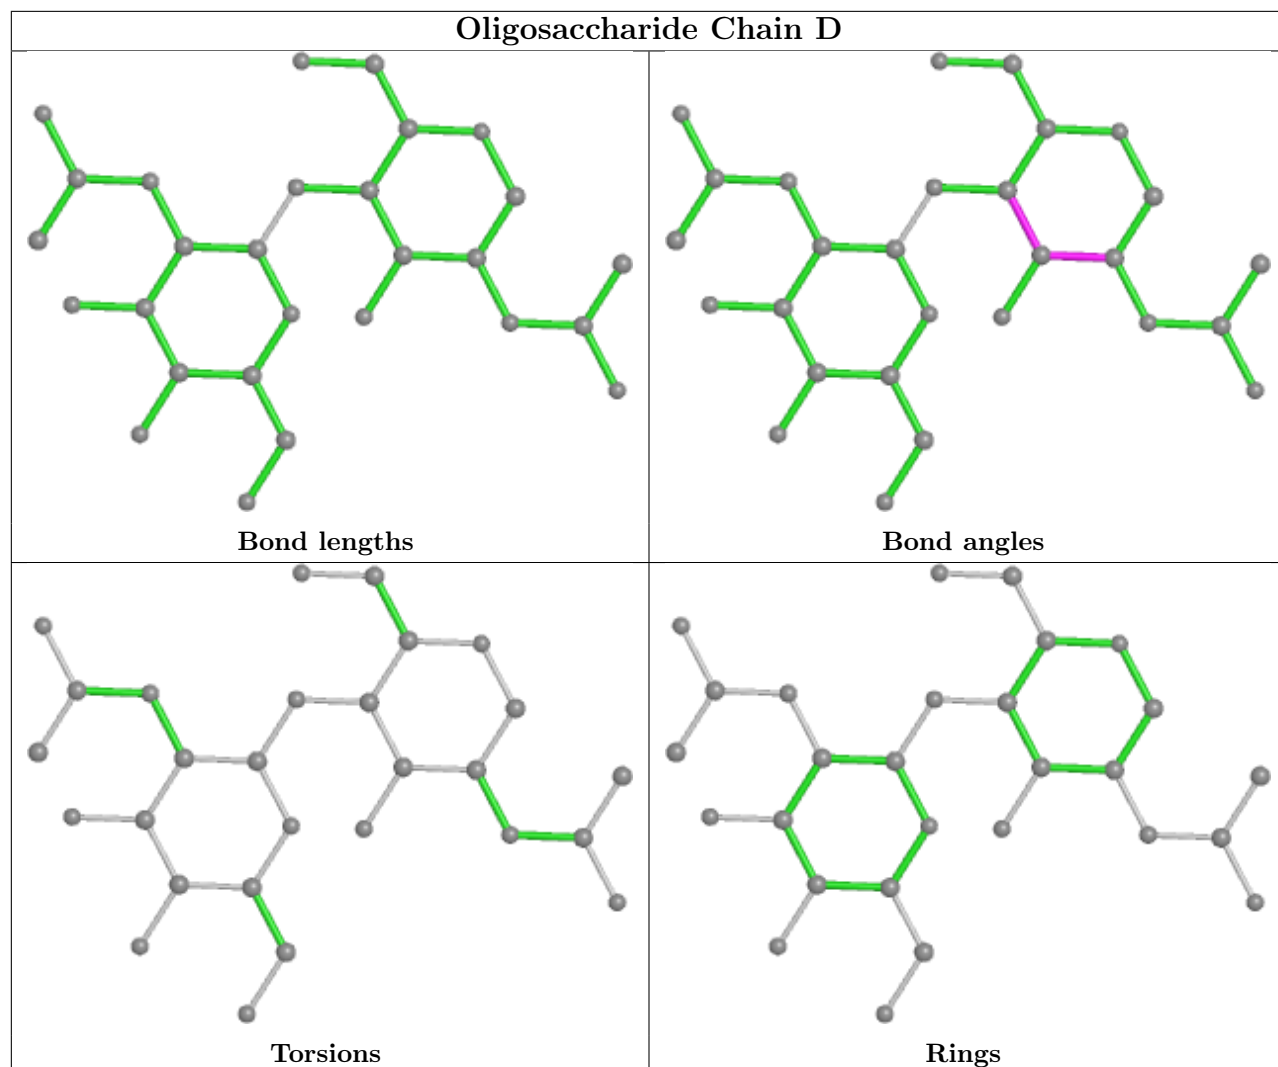 Oligosaccharide Chain D
Bond lengths
Bond angles
Torsions
Rings